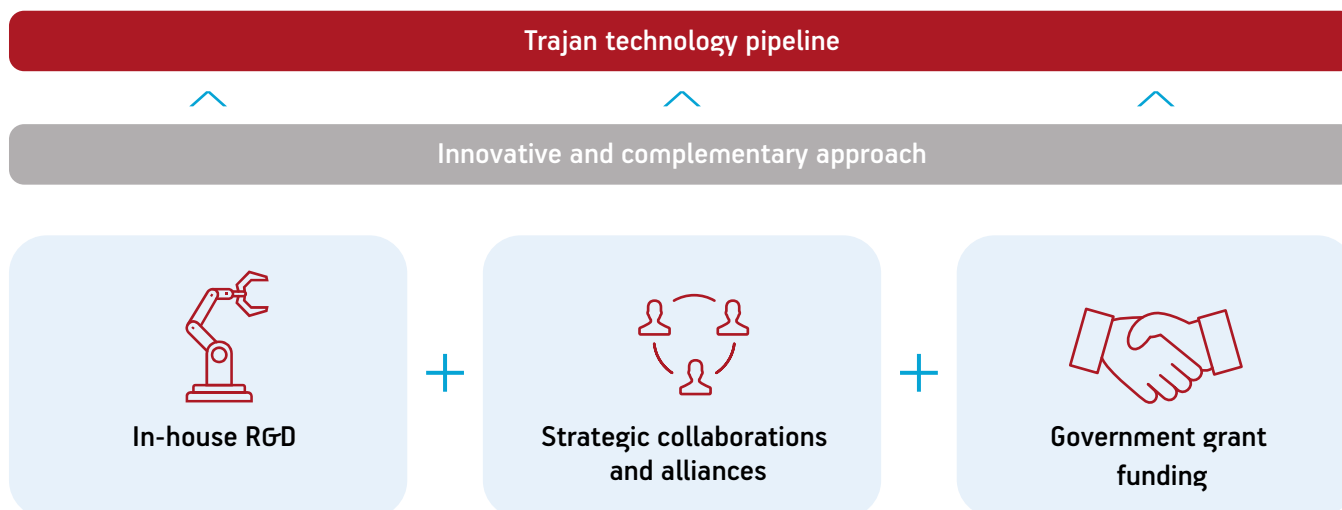 Trajan technology pipeline
Innovative and complementary approach
In-house R&D
Strategic collaborations
and alliances
Government grant
funding